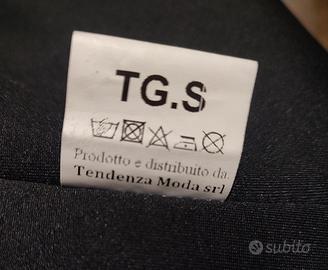 TG.S
Prodotto e distribuito da:
Tendenza Moda srl
subito